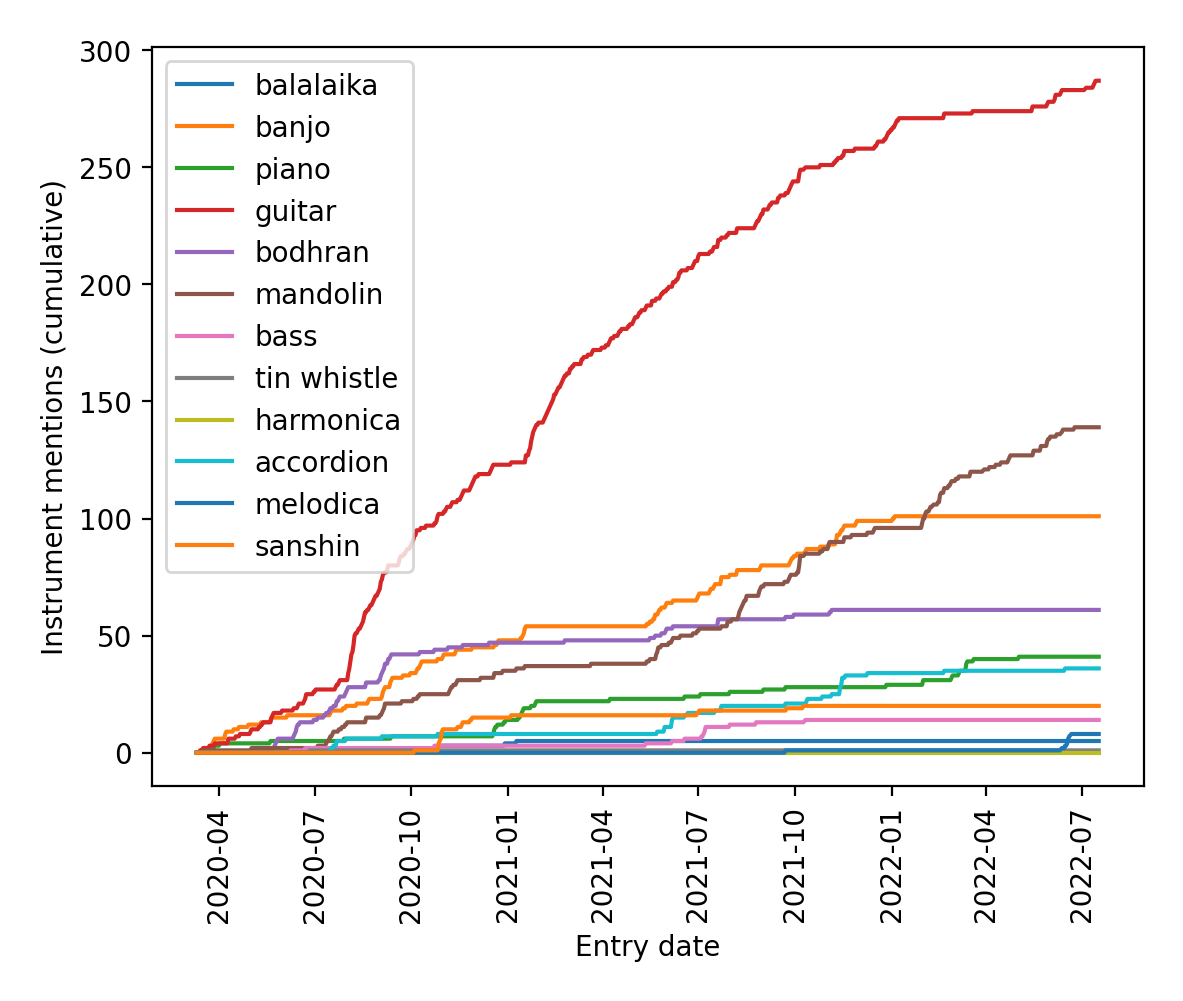 300
250
200
150
100
50
0
Instrument mentions (cumulative)
balalaika
banjo
piano
guitar
bodhran
mandolin
bass
tin whistle
harmonica
accordion
melodica
sanshin
2020-04
2020-07
2020-10
2021-01
2021-04
2021-07
2021-10
2022-01
2022-04
2022-07
Entry date